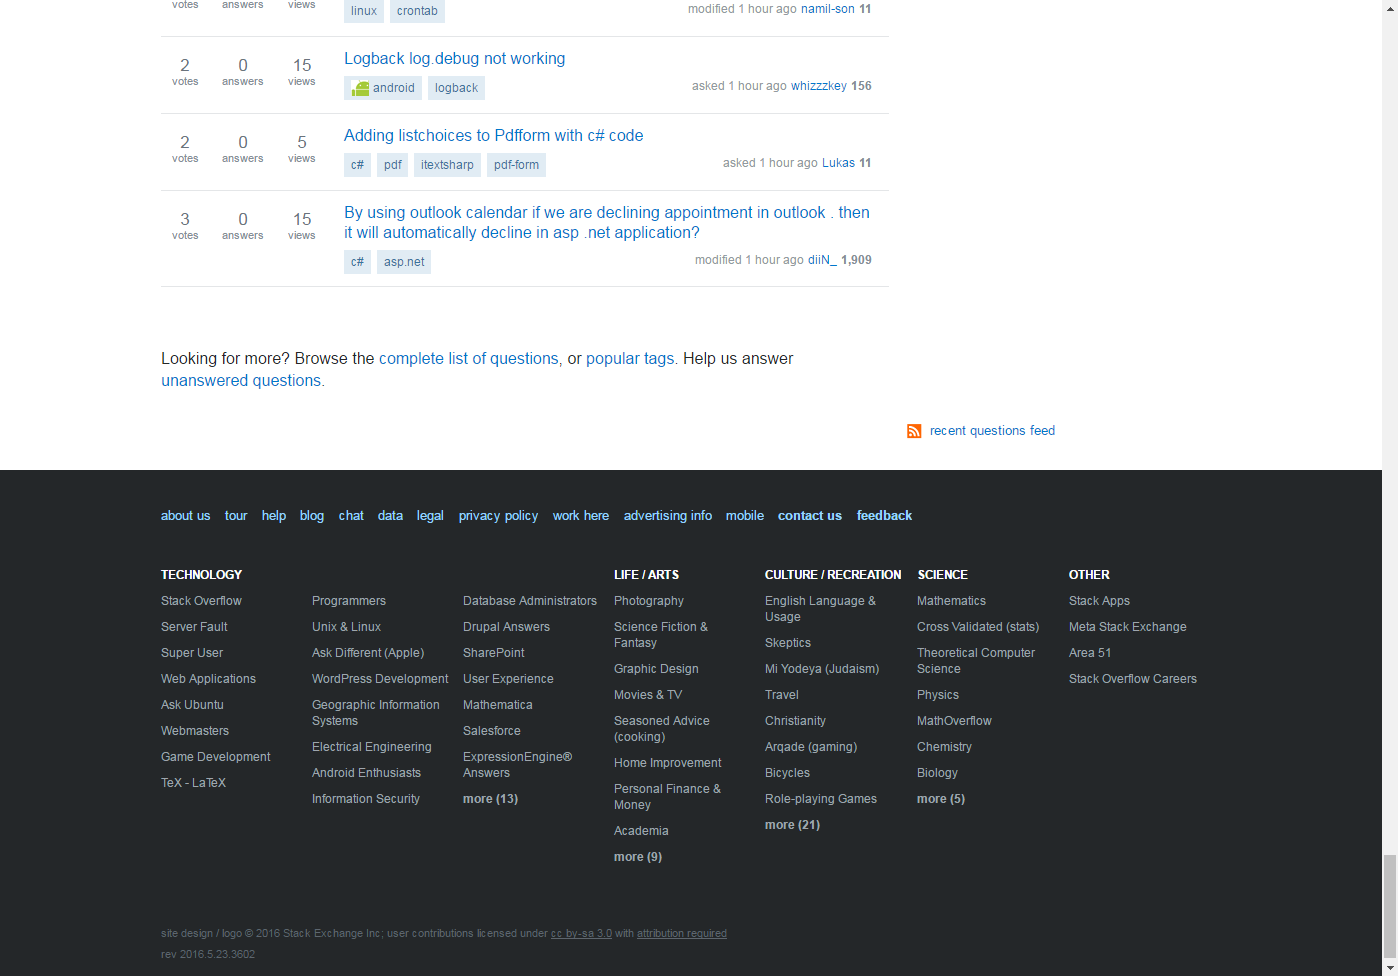 votes answers views linux crontab modified 1 hour ago namil-son 11
2 0 15 Logback log.debug not working
votes answers views android logback asked 1 hour ago whizzzkey 156
2 0 5 Adding listchoices to Pdfform with c# code
votes answers views c# pdf itextsharp pdf-form asked 1 hour ago Lukas 11
3 0 15 By using outlook calendar if we are declining appointment in outlook . then
votes answers views it will automatically decline in asp .net application?
c# asp.net modified 1 hour ago diiN_ 1,909
Looking for more? Browse the complete list of questions, or popular tags. Help us answer
unanswered questions.
recent questions feed
about us tour help blog chat data legal privacy policy work here advertising info mobile contact us feedback
TECHNOLOGY
Stack Overflow
Server Fault
Super User
Web Applications
Ask Ubuntu
Webmasters
Game Development
TeX - LaTeX
Programmers
Unix & Linux
Ask Different (Apple)
WordPress Development
Geographic Information
Systems
Electrical Engineering
Android Enthusiasts
Information Security
Database Administrators
Drupal Answers
SharePoint
User Experience
Mathematica
Salesforce
ExpressionEngine®
Answers
more (13)
LIFE / ARTS
Photography
Science Fiction &
Fantasy
Graphic Design
Movies & TV
Seasoned Advice
(cooking)
Home Improvement
Personal Finance &
Money
Academia
more (9)
CULTURE / RECREATION
English Language &
Usage
Skeptics
Mi Yodeya (Judaism)
Travel
Christianity
Arqade (gaming)
Bicycles
Role-playing Games
more (21)
SCIENCE
Mathematics
Cross Validated (stats)
Theoretical Computer
Science
Physics
MathOverflow
Chemistry
Biology
more (5)
OTHER
Stack Apps
Meta Stack Exchange
Area 51
Stack Overflow Careers
site design / logo © 2016 Stack Exchange Inc; user contributions licensed under cc by-sa 3.0 with attribution required
rev 2016.5.23.3602